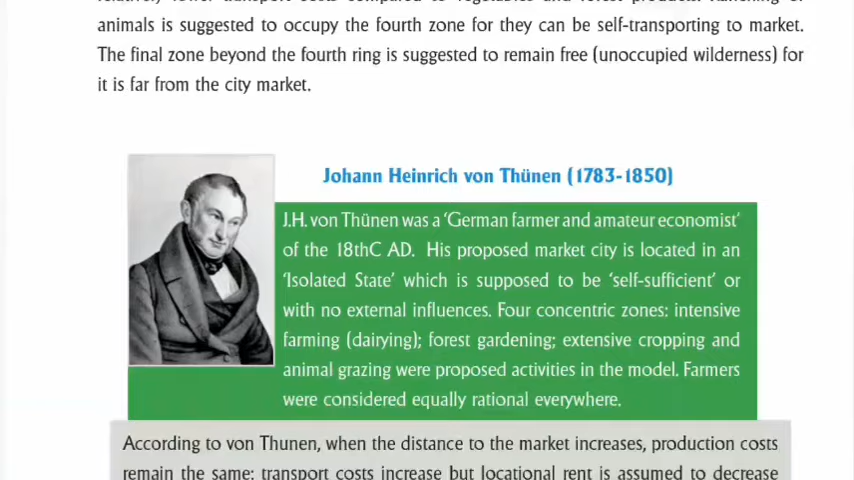 animals is suggested to occupy the fourth zone for they can be self-transporting to market.
The final zone beyond the fourth ring is suggested to remain free (unoccupied wilderness) for
it is far from the city market.
Johann Heinrich von Thünen (1783-1850)
J.H. von Thünen was a 'German farmer and amateur economist'
of the 18thC AD. His proposed market city is located in an
'Isolated State' which is supposed to be 'self-sufficient' or
with no external influences. Four concentric zones: intensive
farming (dairying); forest gardening; extensive cropping and
animal grazing were proposed activities in the model. Farmers
were considered equally rational everywhere.
According to von Thunen, when the distance to the market increases, production costs
remain the same; transport costs increase but locational rent is assumed to decrease